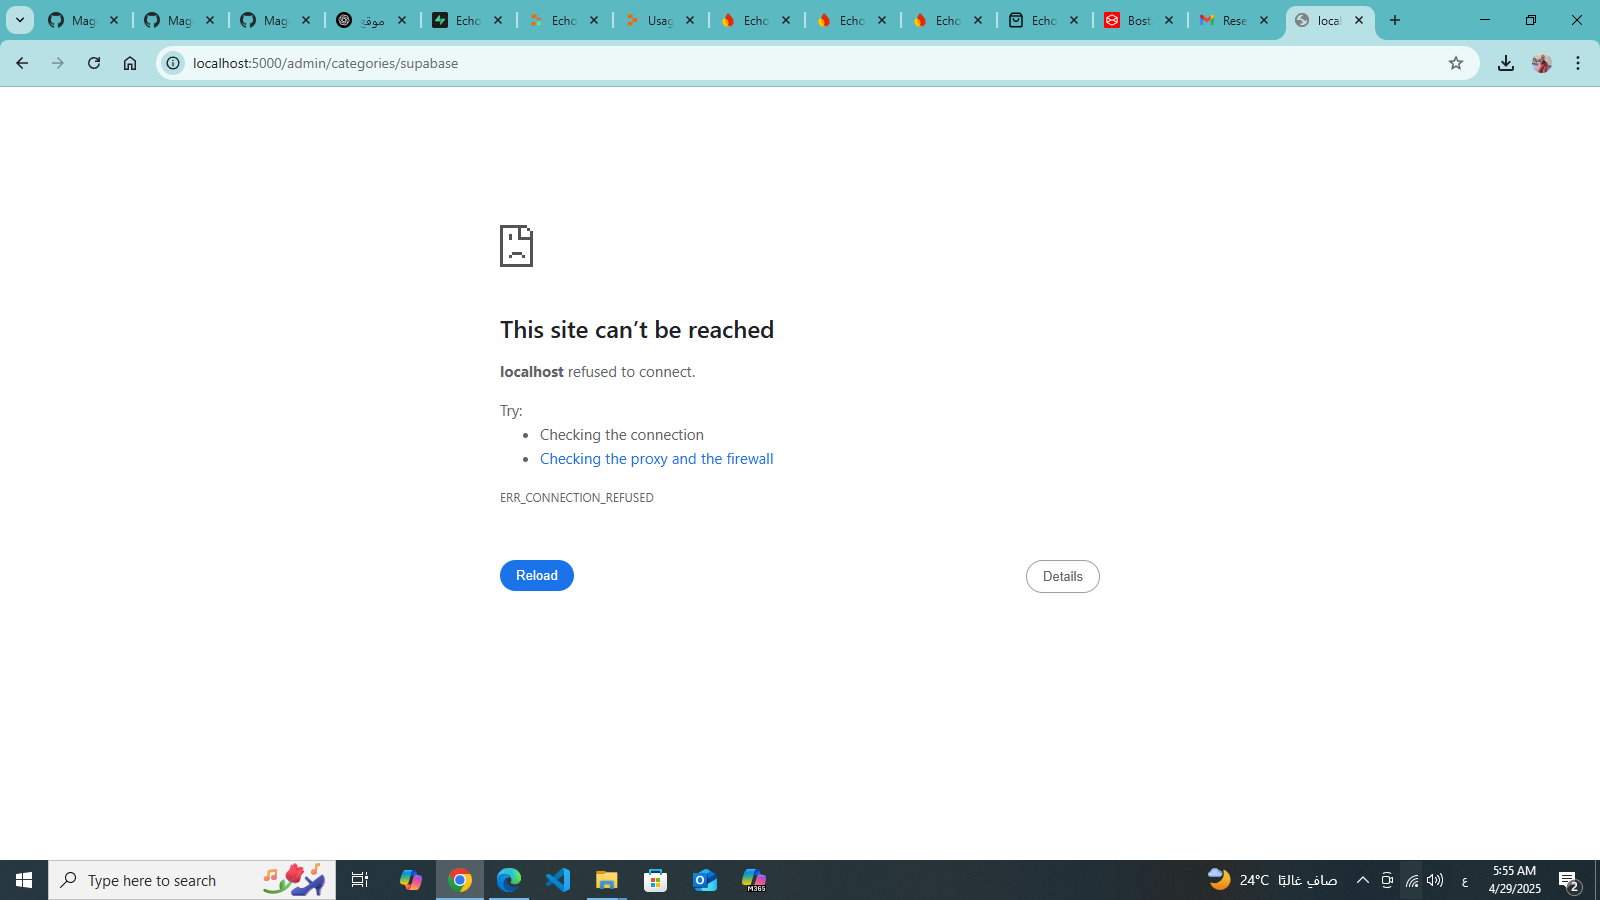 Mag
Mag
Mag
موقع
Echo
Echo
Usag
Echo
Echo
Echo
Echo
Bost
Rese
local
localhost:5000/admin/categories/supabase
This site can’t be reached
localhost refused to connect.
Try:
• Checking the connection
• Checking the proxy and the firewall
ERR_CONNECTION_REFUSED
Reload
Details
Type here to search
M365
24°C صافي غالبًا
ع
5:55 AM
4/29/2025
2